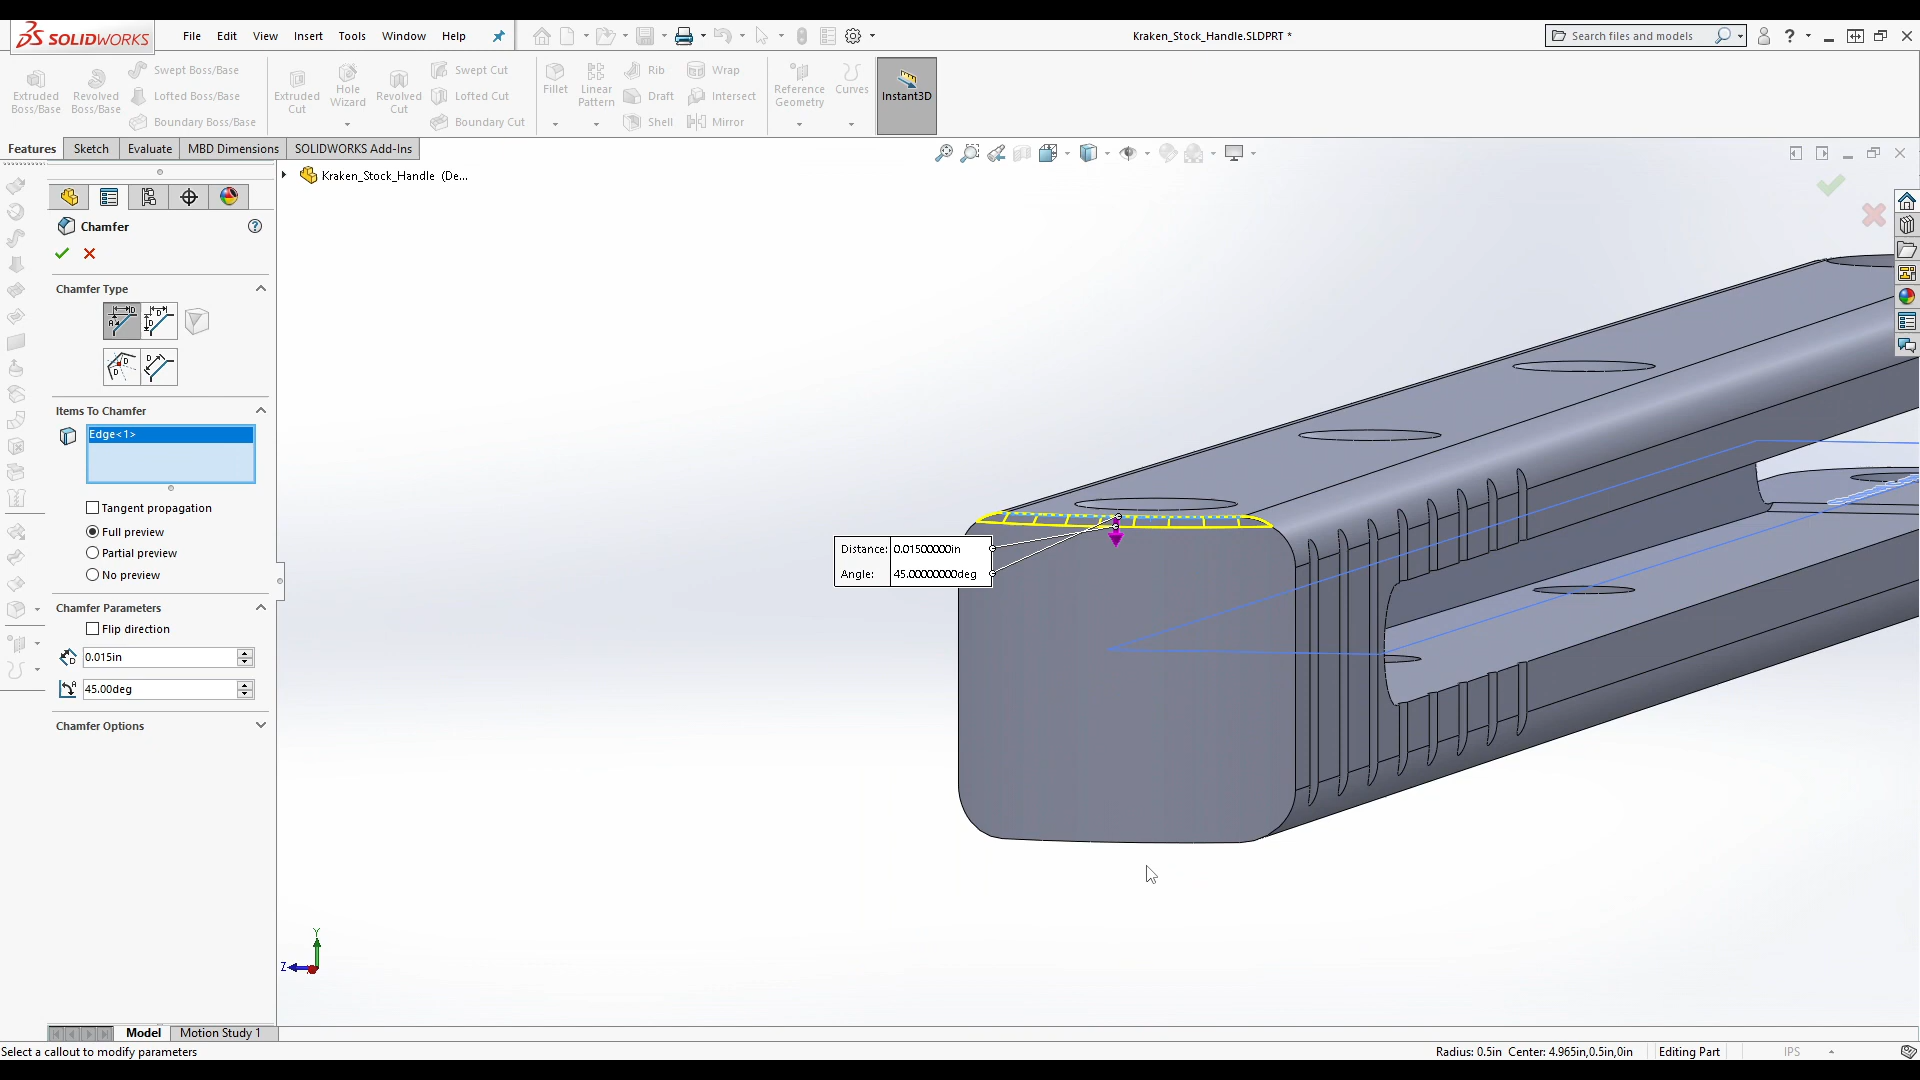 SOLIDWORKS
File Edit View Insert Tools Window Help
Kraken_Stock_Handle.SLDPRT *
Search files and models
Extruded Boss/Base
Revolved Boss/Base
Swept Boss/Base
Lofted Boss/Base
Boundary Boss/Base
Extruded Cut
Hole Wizard
Revolved Cut
Swept Cut
Lofted Cut
Boundary Cut
Fillet
Linear Pattern
Rib
Draft
Shell
Wrap
Intersect
Mirror
Reference Geometry
Curves
Instant3D
Features Sketch Evaluate MBD Dimensions SOLIDWORKS Add-Ins
Kraken_Stock_Handle (De...
Chamfer
Chamfer Type
Items To Chamfer
Edge<1>
Tangent propagation
Full preview
Partial preview
No preview
Chamfer Parameters
Flip direction
0.015in
45.00deg
Chamfer Options
Distance: 0.01500000in
Angle: 45.00000000deg
Y
Z
Model Motion Study 1
Select a callout to modify parameters
Radius: 0.5in Center: 4.965in,0.5in,0in
Editing Part
IPS